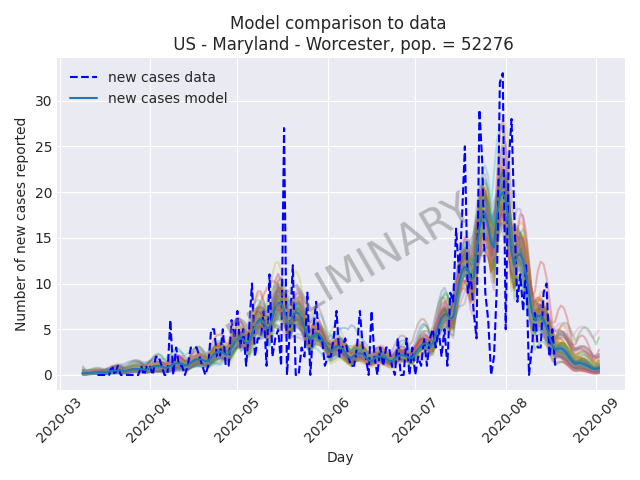 Model comparison to data
US - Maryland - Worcester, pop. = 52276
new cases data
new cases model
Number of new cases reported
30
25
20
15
10
5
0
2020-03
2020-04
2020-05
2020-06
2020-07
2020-08
2020-09
Day